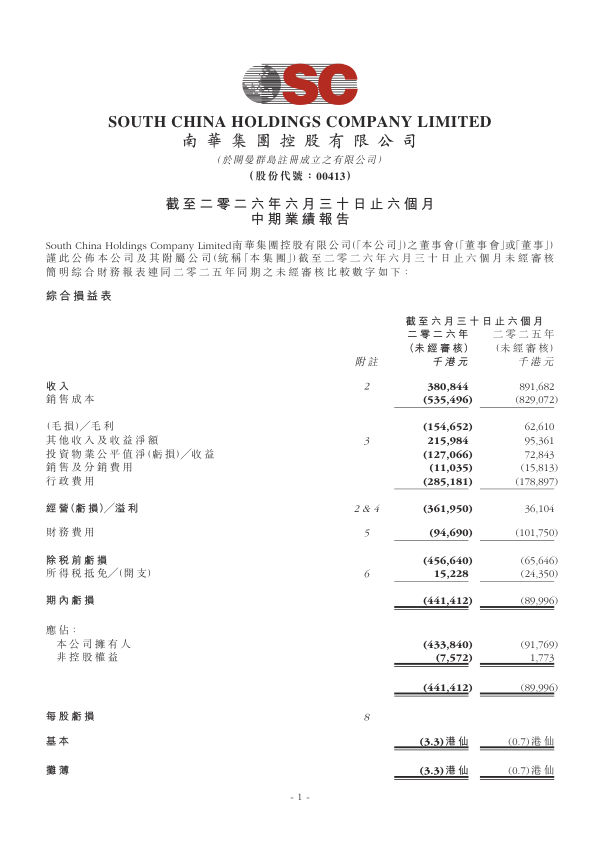 SC
SOUTH CHINA HOLDINGS COMPANY LIMITED
南華集團控股有限公司
(於開曼群島註冊成立之有限公司)
(股份代號：00413)
截至二零二六年六月三十日止六個月
中期業績報告
South China Holdings Company Limited南華集團控股有限公司(「本公司」)之董事會(「董事會」或「董事」)
謹此公佈本公司及其附屬公司(統稱「本集團」)截至二零二六年六月三十日止六個月未經審核
簡明綜合財務報表連同二零二五年同期之未經審核比較數字如下：
綜合損益表
截至六月三十日止六個月
二零二六年 二零二五年
(未經審核) (未經審核)
附註 千港元 千港元
收入 2 380,844 891,682
銷售成本 (535,496) (829,072)
(毛損)／毛利 (154,652) 62,610
其他收入及收益淨額 3 215,984 95,361
投資物業公平值淨(虧損)／收益 (127,066) 72,843
銷售及分銷費用 (11,035) (15,813)
行政費用 (285,181) (178,897)
經營(虧損)／溢利 2 & 4 (361,950) 36,104
財務費用 5 (94,690) (101,750)
除稅前虧損 (456,640) (65,646)
所得稅抵免／(開支) 6 15,228 (24,350)
期內虧損 (441,412) (89,996)
應佔：
本公司擁有人 (433,840) (91,769)
非控股權益 (7,572) 1,773
(441,412) (89,996)
每股虧損 8
基本 (3.3)港仙 (0.7)港仙
攤薄 (3.3)港仙 (0.7)港仙
- 1 -